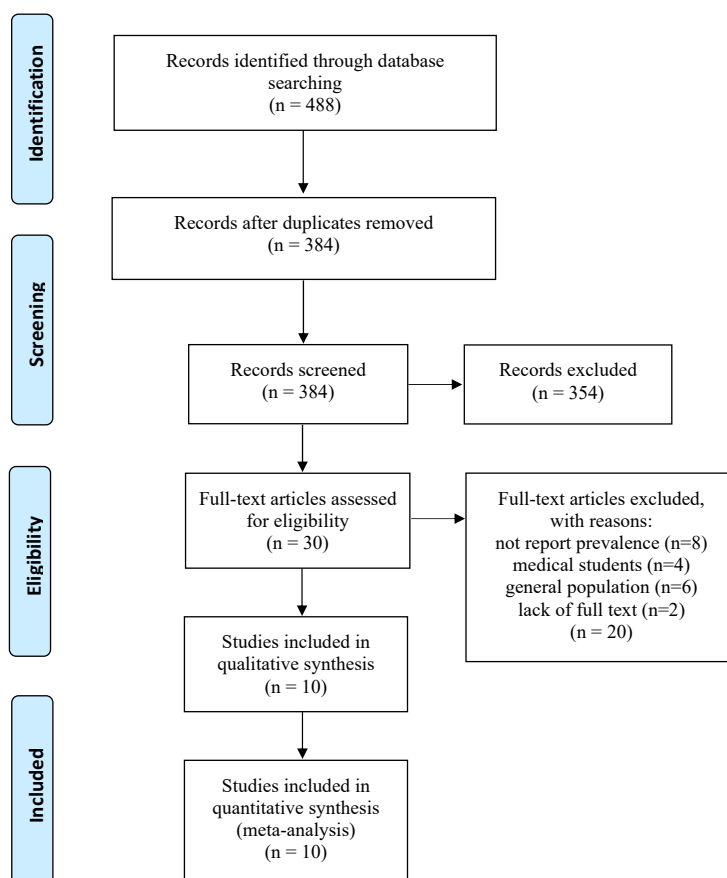 Identification
Records identified through database
searching
(n = 488)
Records after duplicates removed
(n = 384)
Screening
Records screened
(n = 384)
Records excluded
(n = 354)
Eligibility
Full-text articles assessed
for eligibility
(n = 30)
Full-text articles excluded,
with reasons:
not report prevalence (n=8)
medical students (n=4)
general population (n=6)
lack of full text (n=2)
(n = 20)
Studies included in
qualitative synthesis
(n = 10)
Included
Studies included in
quantitative synthesis
(meta-analysis)
(n = 10)